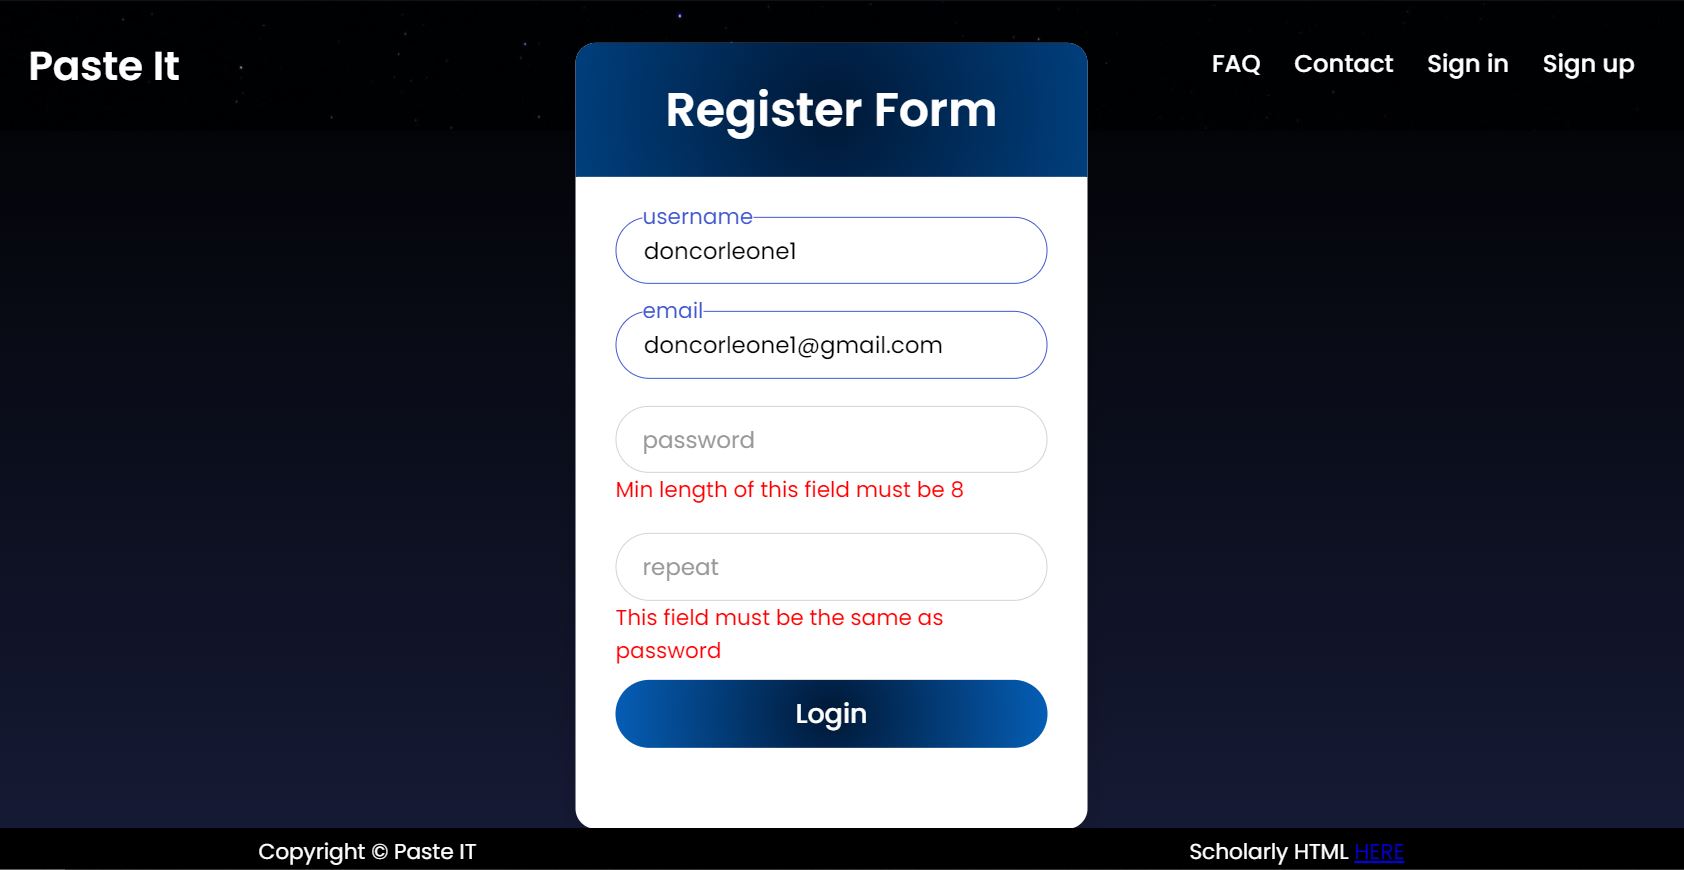 Paste It
FAQ Contact Sign in Sign up
Register Form
username
doncorleone1
email
doncorleone1@gmail.com
password
Min length of this field must be 8
repeat
This field must be the same as
password
Login
Copyright © Paste IT
Scholarly HTML HERE